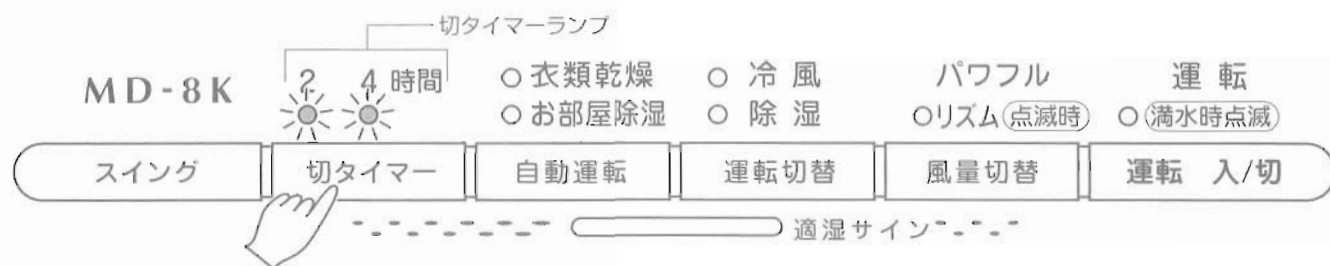 切タイマーランプ
MD-8K 2 4 時間 衣類乾燥 冷風 パワフル 運転
お部屋除湿 除湿 リズム 点滅時 満水時点滅
スイング 切タイマー 自動運転 運転切替 風量切替 運転 入/切
適湿サイン